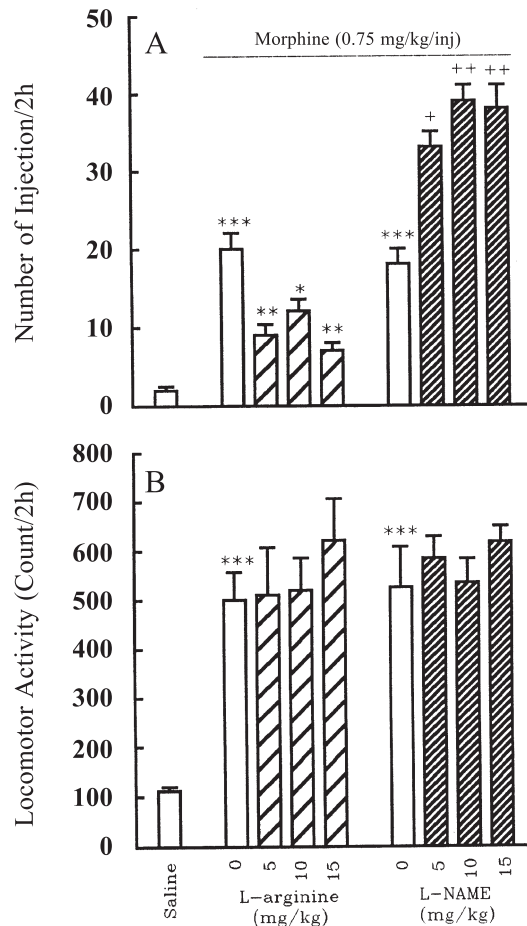 A
Morphine (0.75 mg/kg/inj)
Number of Injection/2h
50
40
30
20
10
0
***
**
*
**
***
+
++
++
B
Locomotor Activity (Count/2h)
800
700
600
500
400
300
200
100
0
***
***
Saline
0 5 10 15
0 5 10 15
L-arginine
(mg/kg)
L-NAME
(mg/kg)